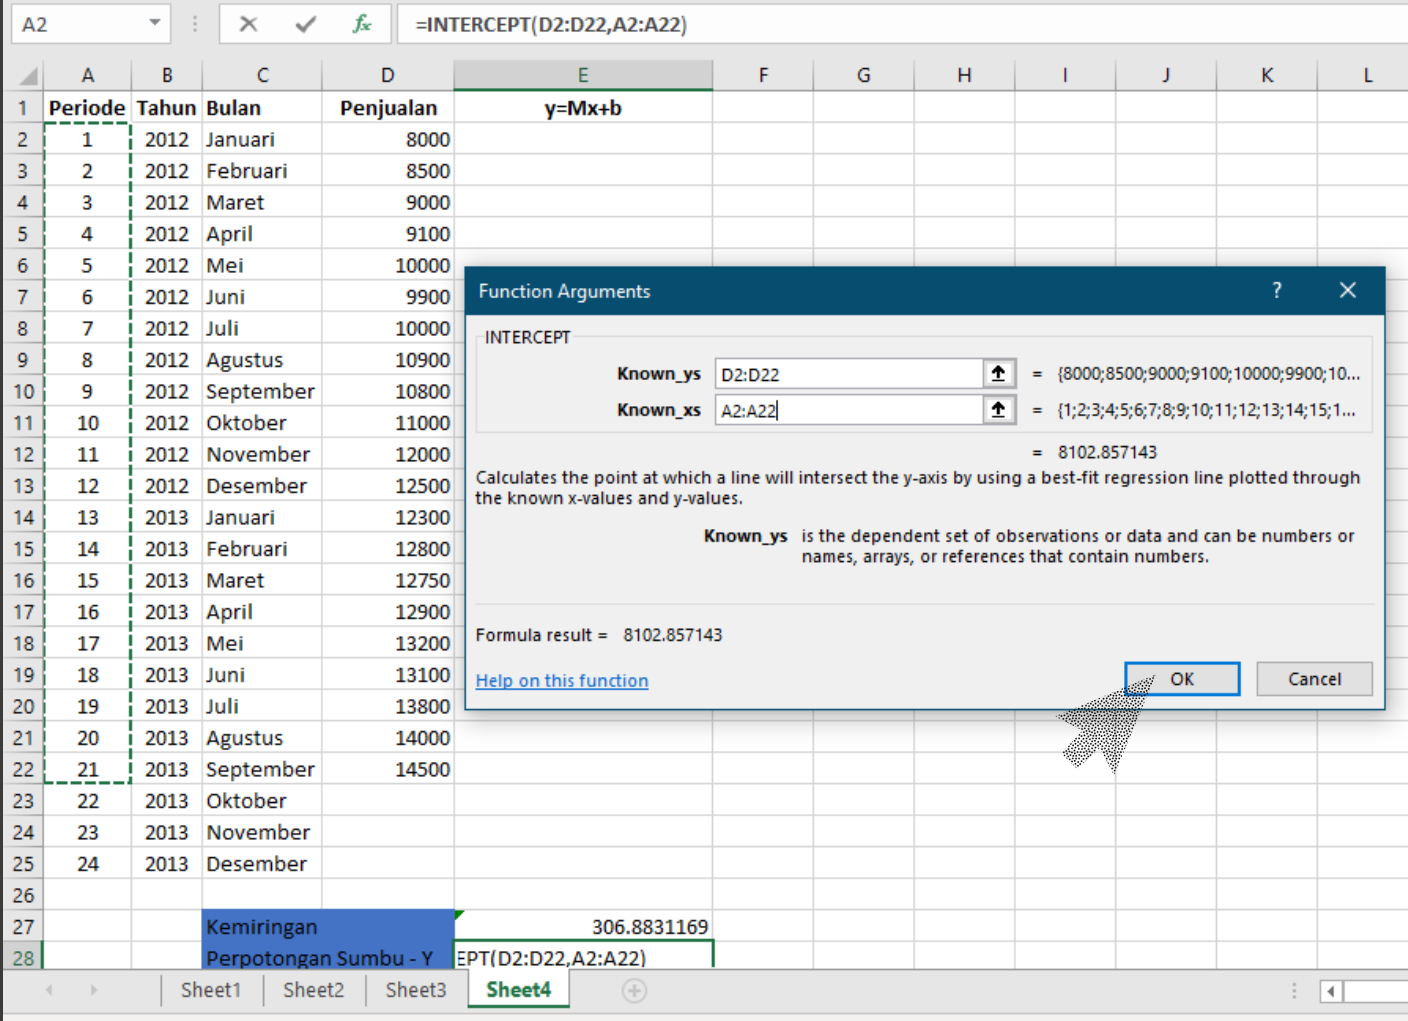 A2 =INTERCEPT(D2:D22,A2:A22)
A B C D E F G H I J K L
1 Periode Tahun Bulan Penjualan y=Mx+b
2 1 2012 Januari 8000
3 2 2012 Februari 8500
4 3 2012 Maret 9000
5 4 2012 April 9100
6 5 2012 Mei 10000
7 6 2012 Juni 9900
8 7 2012 Juli 10000
9 8 2012 Agustus 10900
10 9 2012 September 10800
11 10 2012 Oktober 11000
12 11 2012 November 12000
13 12 2012 Desember 12500
14 13 2013 Januari 12300
15 14 2013 Februari 12800
16 15 2013 Maret 12750
17 16 2013 April 12900
18 17 2013 Mei 13200
19 18 2013 Juni 13100
20 19 2013 Juli 13800
21 20 2013 Agustus 14000
22 21 2013 September 14500
23 22 2013 Oktober
24 23 2013 November
25 24 2013 Desember
26
27 Kemiringan 306.8831169
28 Perpotongan Sumbu - Y EPT(D2:D22,A2:A22)
Function Arguments ? X
INTERCEPT
Known_ys D2:D22 = {8000;8500;9000;9100;10000;9900;10...
Known_xs A2:A22 = {1;2;3;4;5;6;7;8;9;10;11;12;13;14;15;1...
= 8102.857143
Calculates the point at which a line will intersect the y-axis by using a best-fit regression line plotted through
the known x-values and y-values.
Known_ys is the dependent set of observations or data and can be numbers or
names, arrays, or references that contain numbers.
Formula result = 8102.857143
Help on this function OK Cancel
Sheet1 Sheet2 Sheet3 Sheet4